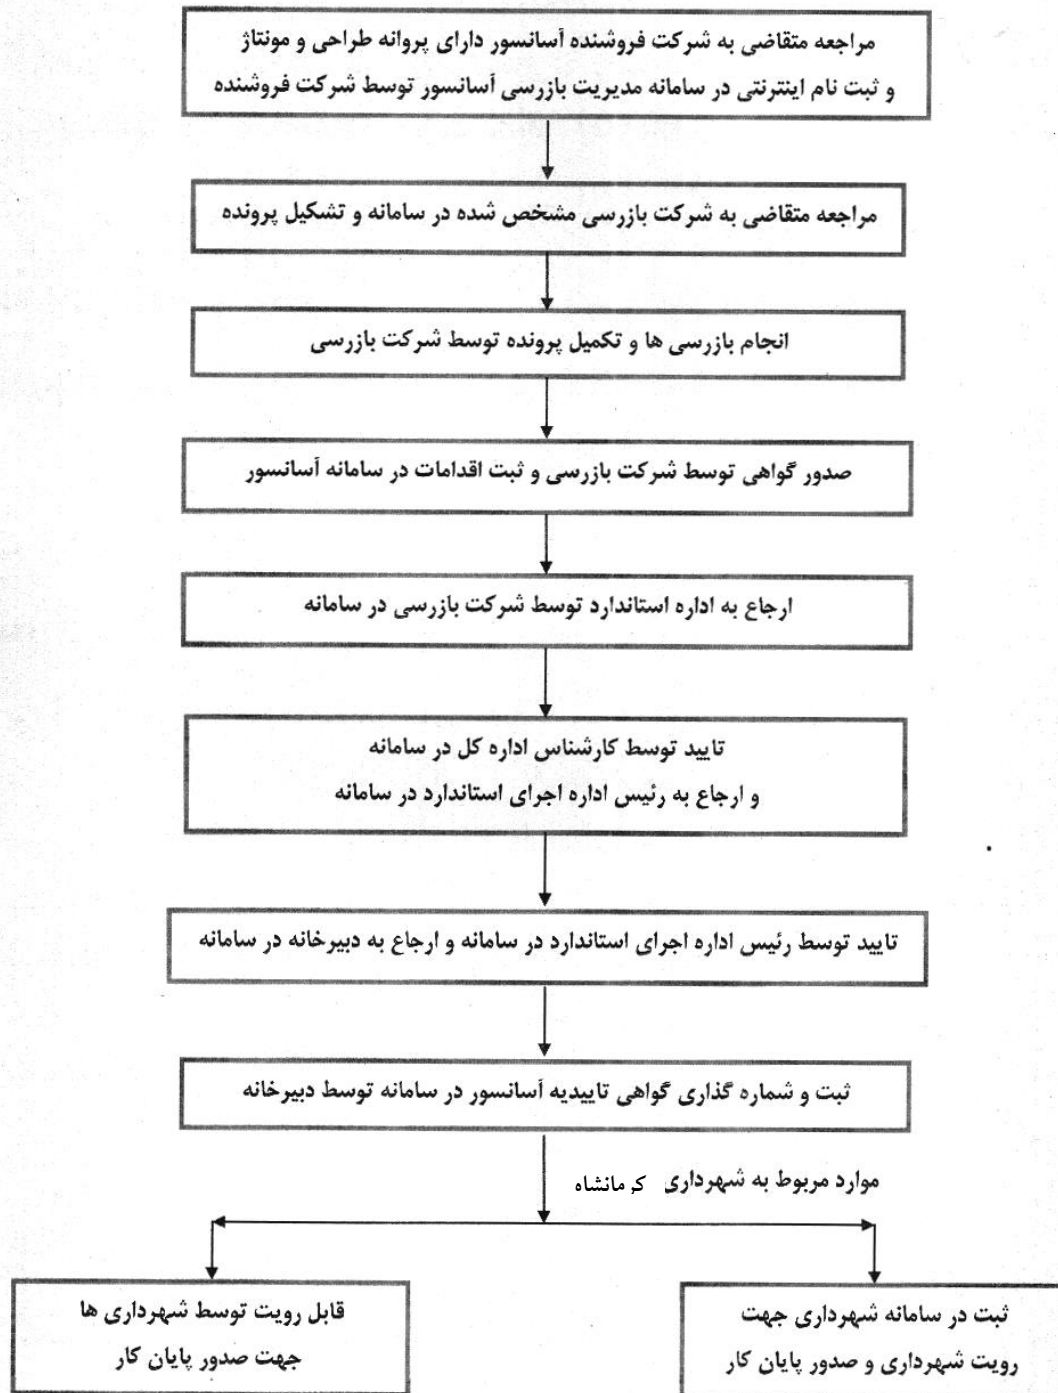 مراجعه متقاضی به شرکت فروشنده آسانسور دارای پروانه طراحی و مونتاژ
و ثبت نام اینترنتی در سامانه مدیریت بازرسی آسانسور توسط شرکت فروشنده
مراجعه متقاضی به شرکت بازرسی مشخص شده در سامانه و تشکیل پرونده
انجام بازرسی ها و تکمیل پرونده توسط شرکت بازرسی
صدور گواهی توسط شرکت بازرسی و ثبت اقدامات در سامانه آسانسور
ارجاع به اداره استاندارد توسط شرکت بازرسی در سامانه
تایید توسط کارشناس اداره کل در سامانه
و ارجاع به رئیس اداره اجرای استاندارد در سامانه
تایید توسط رئیس اداره اجرای استاندارد در سامانه و ارجاع به دبیرخانه در سامانه
ثبت و شماره گذاری گواهی تاییدیه آسانسور در سامانه توسط دبیرخانه
موارد مربوط به شهرداری کرمانشاه
ثبت در سامانه شهرداری جهت
رویت شهرداری و صدور پایان کار
قابل رویت توسط شهرداری ها
جهت صدور پایان کار